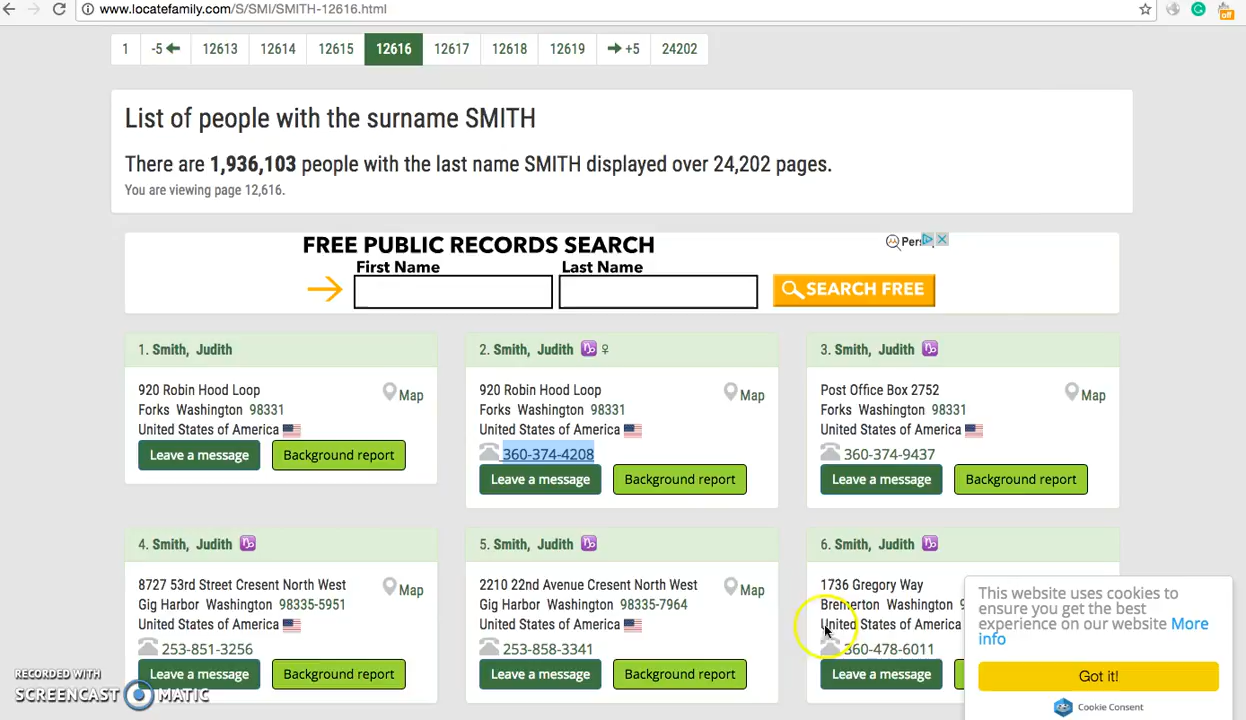 www.locatefamily.com/S/SMI/SMITH-12616.html
off
1 -5 12613 12614 12615 12616 12617 12618 12619 +5 24202
List of people with the surname SMITH
There are 1,936,103 people with the last name SMITH displayed over 24,202 pages.
You are viewing page 12,616.
FREE PUBLIC RECORDS SEARCH
First Name Last Name
SEARCH FREE
1. Smith, Judith
920 Robin Hood Loop
Map
Forks Washington 98331
United States of America
Leave a message Background report
2. Smith, Judith ♑ ♀
920 Robin Hood Loop
Map
Forks Washington 98331
United States of America
360-374-4208
Leave a message Background report
3. Smith, Judith ♑
Post Office Box 2752
Map
Forks Washington 98331
United States of America
360-374-9437
Leave a message Background report
4. Smith, Judith ♑
8727 53rd Street Cresent North West
Map
Gig Harbor Washington 98335-5951
United States of America
253-851-3256
Leave a message Background report
5. Smith, Judith ♑
2210 22nd Avenue Cresent North West
Map
Gig Harbor Washington 98335-7964
United States of America
253-858-3341
Leave a message Background report
6. Smith, Judith ♑
1736 Gregory Way
Bremerton Washington
United States of America
360-478-6011
Leave a message
This website uses cookies to
ensure you get the best
experience on our website More
info
Got it!
Cookie Consent
RECORDED WITH
SCREENCAST MATIC